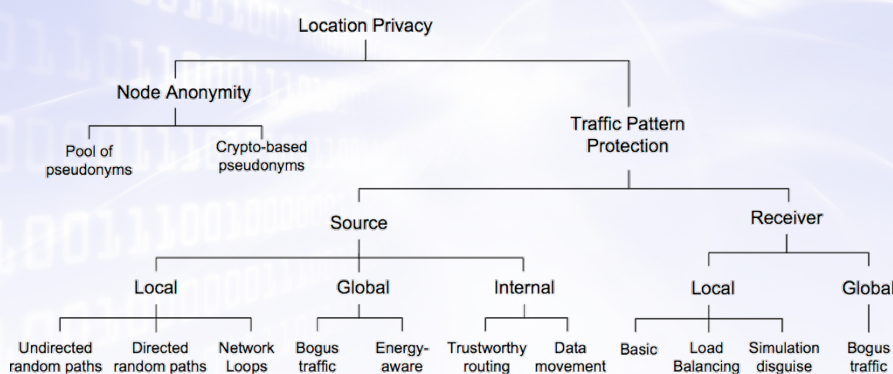 Location Privacy
Node Anonymity
Pool of
pseudonyms
Crypto-based
pseudonyms
Traffic Pattern
Protection
Source
Receiver
Local
Global
Internal
Local
Global
Undirected
random paths
Directed
random paths
Network
Loops
Bogus
traffic
Energy-
aware
Trustworthy
routing
Data
movement
Basic
Load
Balancing
Simulation
disguise
Bogus
traffic